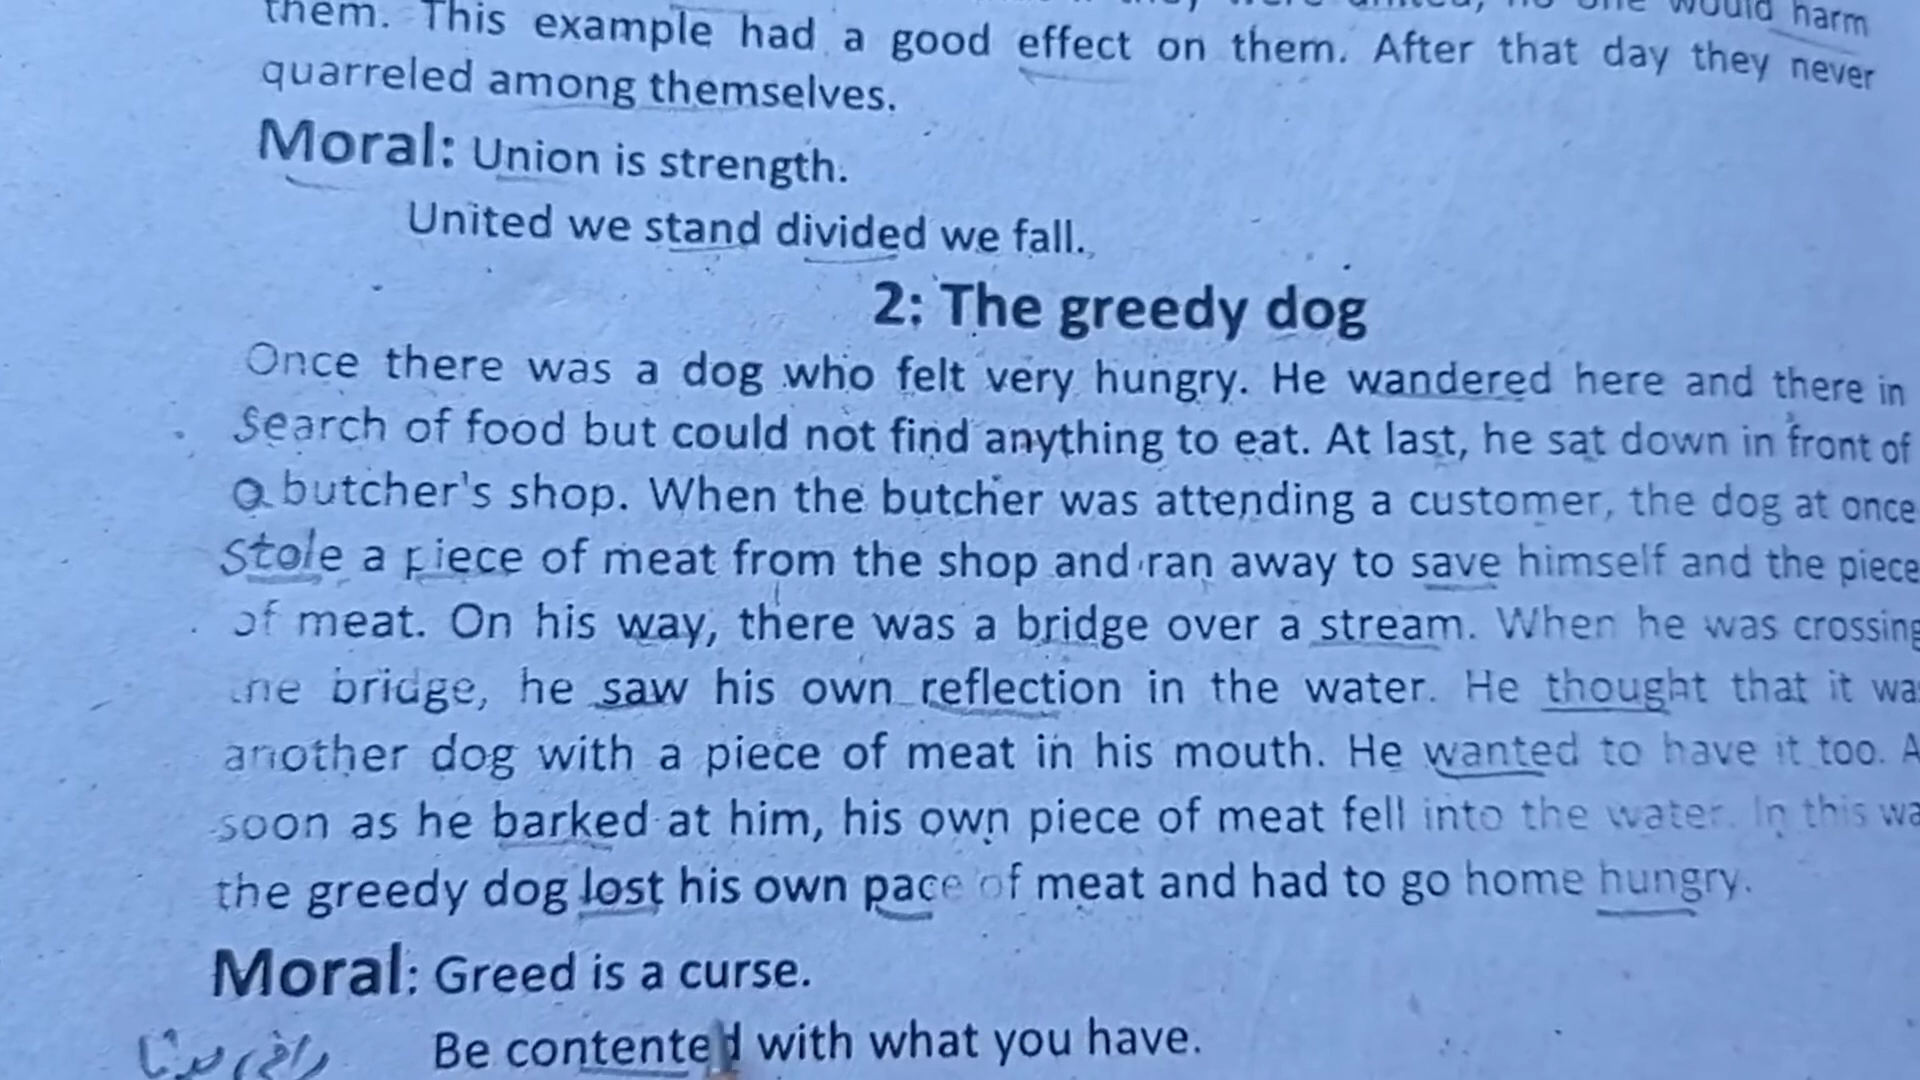 them. This example had a good effect on them. After that day they never
would harm
quarreled among themselves.
Moral: Union is strength.
United we stand divided we fall.
2: The greedy dog
Once there was a dog who felt very hungry. He wandered here and there in
Search of food but could not find anything to eat. At last, he sat down in front of
a butcher's shop. When the butcher was attending a customer, the dog at once
Stole a piece of meat from the shop and ran away to save himself and the piece
of meat. On his way, there was a bridge over a stream. When he was crossing
the bridge, he saw his own reflection in the water. He thought that it wa
another dog with a piece of meat in his mouth. He wanted to have it too. A
soon as he barked at him, his own piece of meat fell into the water. In this wa
the greedy dog lost his own pace of meat and had to go home hungry.
Moral: Greed is a curse.
Be contented with what you have.